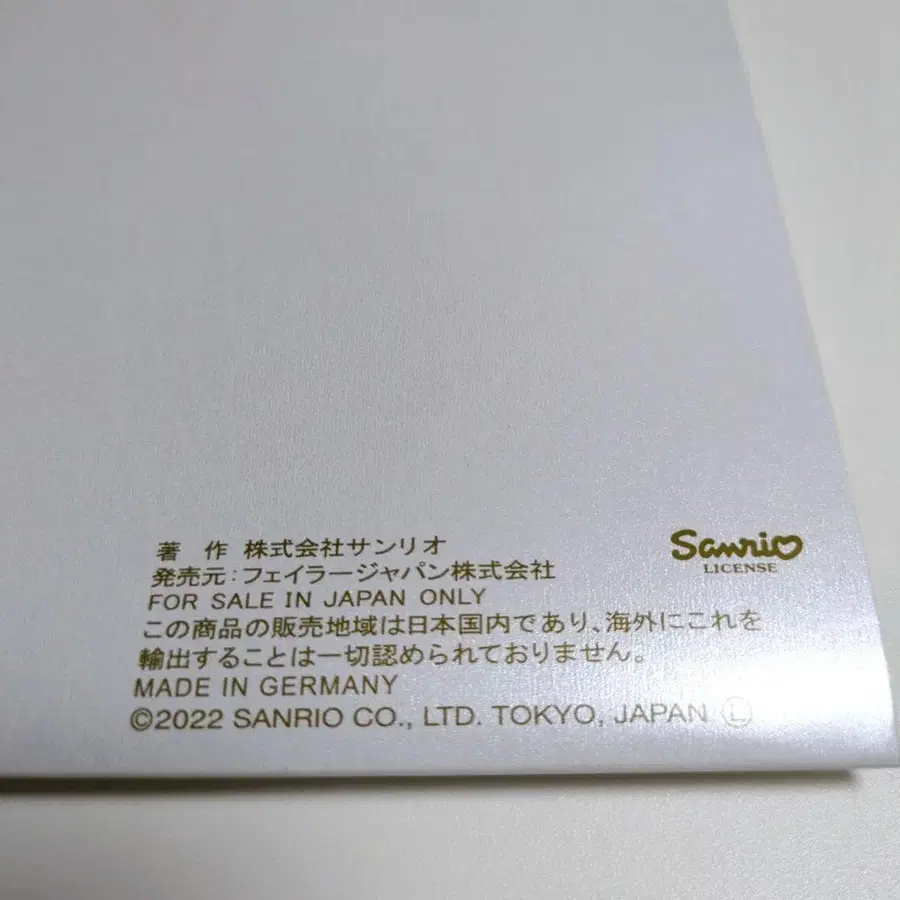 著 作 株式会社サンリオ
発売元:フェイラージャパン株式会社
FOR SALE IN JAPAN ONLY
この商品の販売地域は日本国内であり、海外にこれを
輸出することは一切認められておりません。
MADE IN GERMANY
©2022 SANRIO CO., LTD. TOKYO, JAPAN Ⓛ
Sanrio
LICENSE